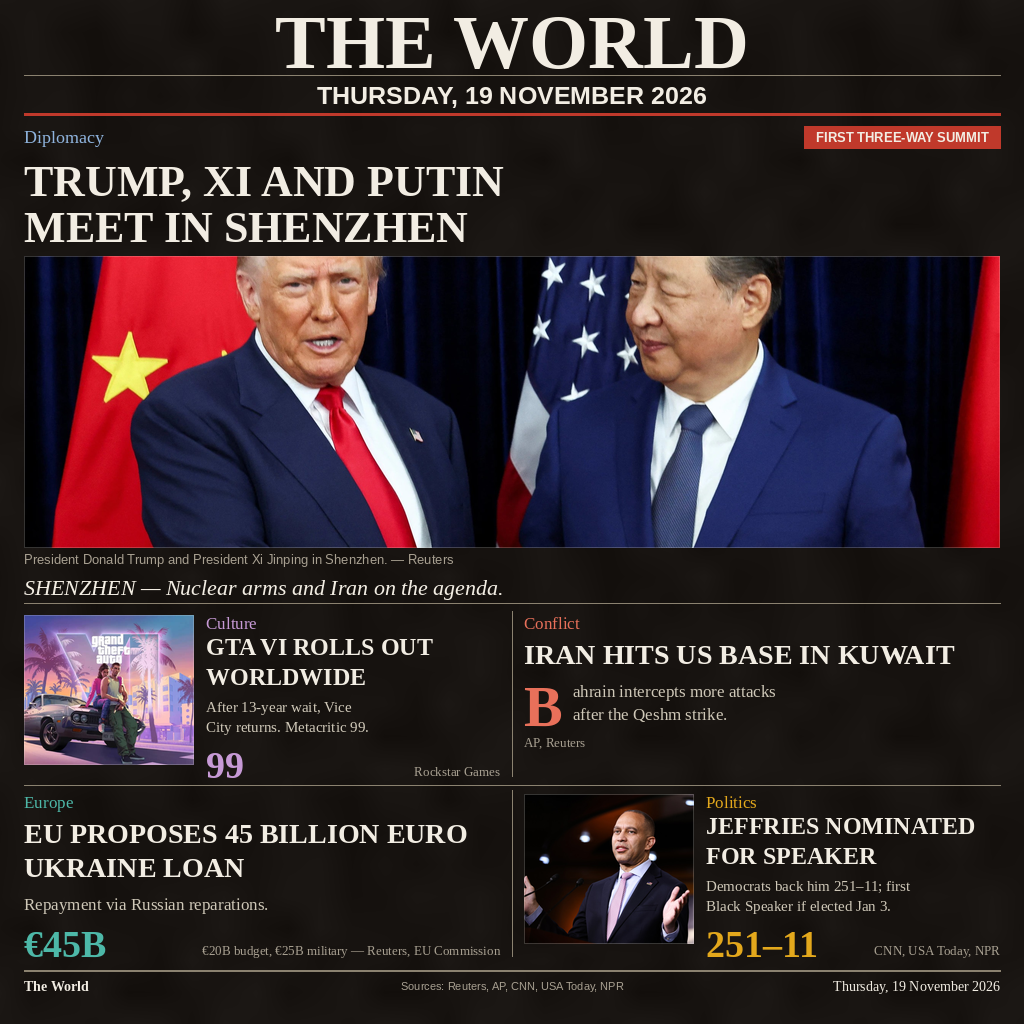 THE WORLD
THURSDAY, 19 NOVEMBER 2026
Diplomacy
FIRST THREE-WAY SUMMIT
TRUMP, XI AND PUTIN
MEET IN SHENZHEN
President Donald Trump and President Xi Jinping in Shenzhen. — Reuters
SHENZHEN — Nuclear arms and Iran on the agenda.
grand
theft
auto
Culture
GTA VI ROLLS OUT
WORLDWIDE
After 13-year wait, Vice
City returns. Metacritic 99.
99
Rockstar Games
Conflict
IRAN HITS US BASE IN KUWAIT
Bahrain intercepts more attacks
after the Qeshm strike.
AP, Reuters
Europe
EU PROPOSES 45 BILLION EURO
UKRAINE LOAN
Repayment via Russian reparations.
€45B
€20B budget, €25B military — Reuters, EU Commission
Politics
JEFFRIES NOMINATED
FOR SPEAKER
Democrats back him 251–11; first
Black Speaker if elected Jan 3.
251–11
CNN, USA Today, NPR
The World
Sources: Reuters, AP, CNN, USA Today, NPR
Thursday, 19 November 2026